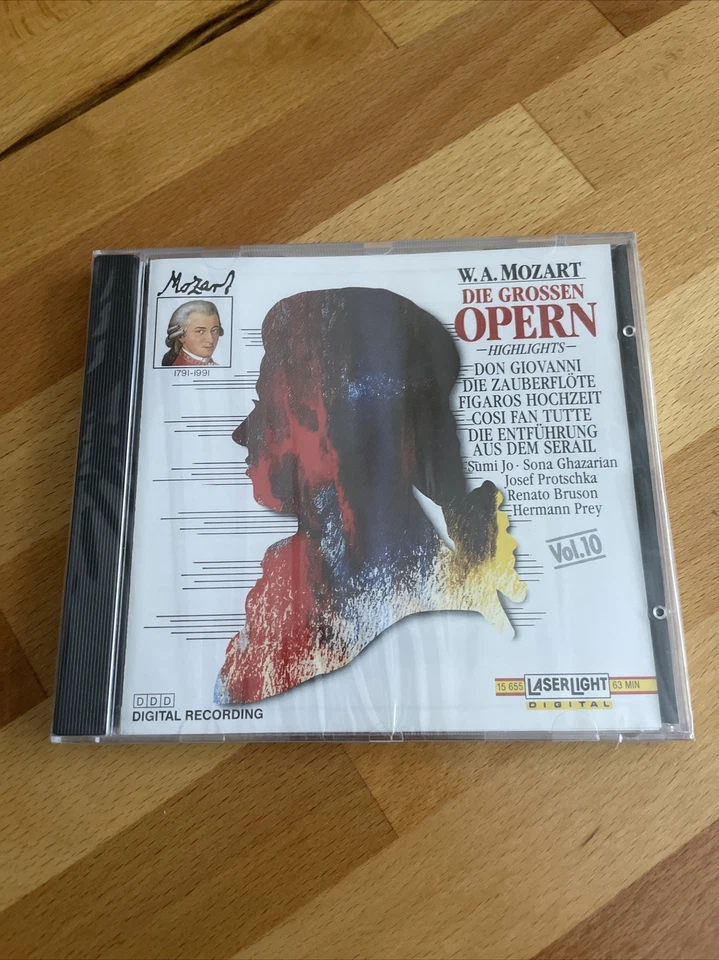 Mozart
1791-1991
W. A. MOZART
DIE GROSSEN
OPERN
-HIGHLIGHTS-
DON GIOVANNI
DIE ZAUBERFLÖTE
FIGAROS HOCHZEIT
COSI FAN TUTTE
DIE ENTFÜHRUNG
AUS DEM SERAIL
Sumi Jo · Sona Ghazarian
Josef Protschka
Renato Bruson
Hermann Prey
Vol.10
15 655 LASERLIGHT 63 MIN
DIGITAL
DDD
DIGITAL RECORDING